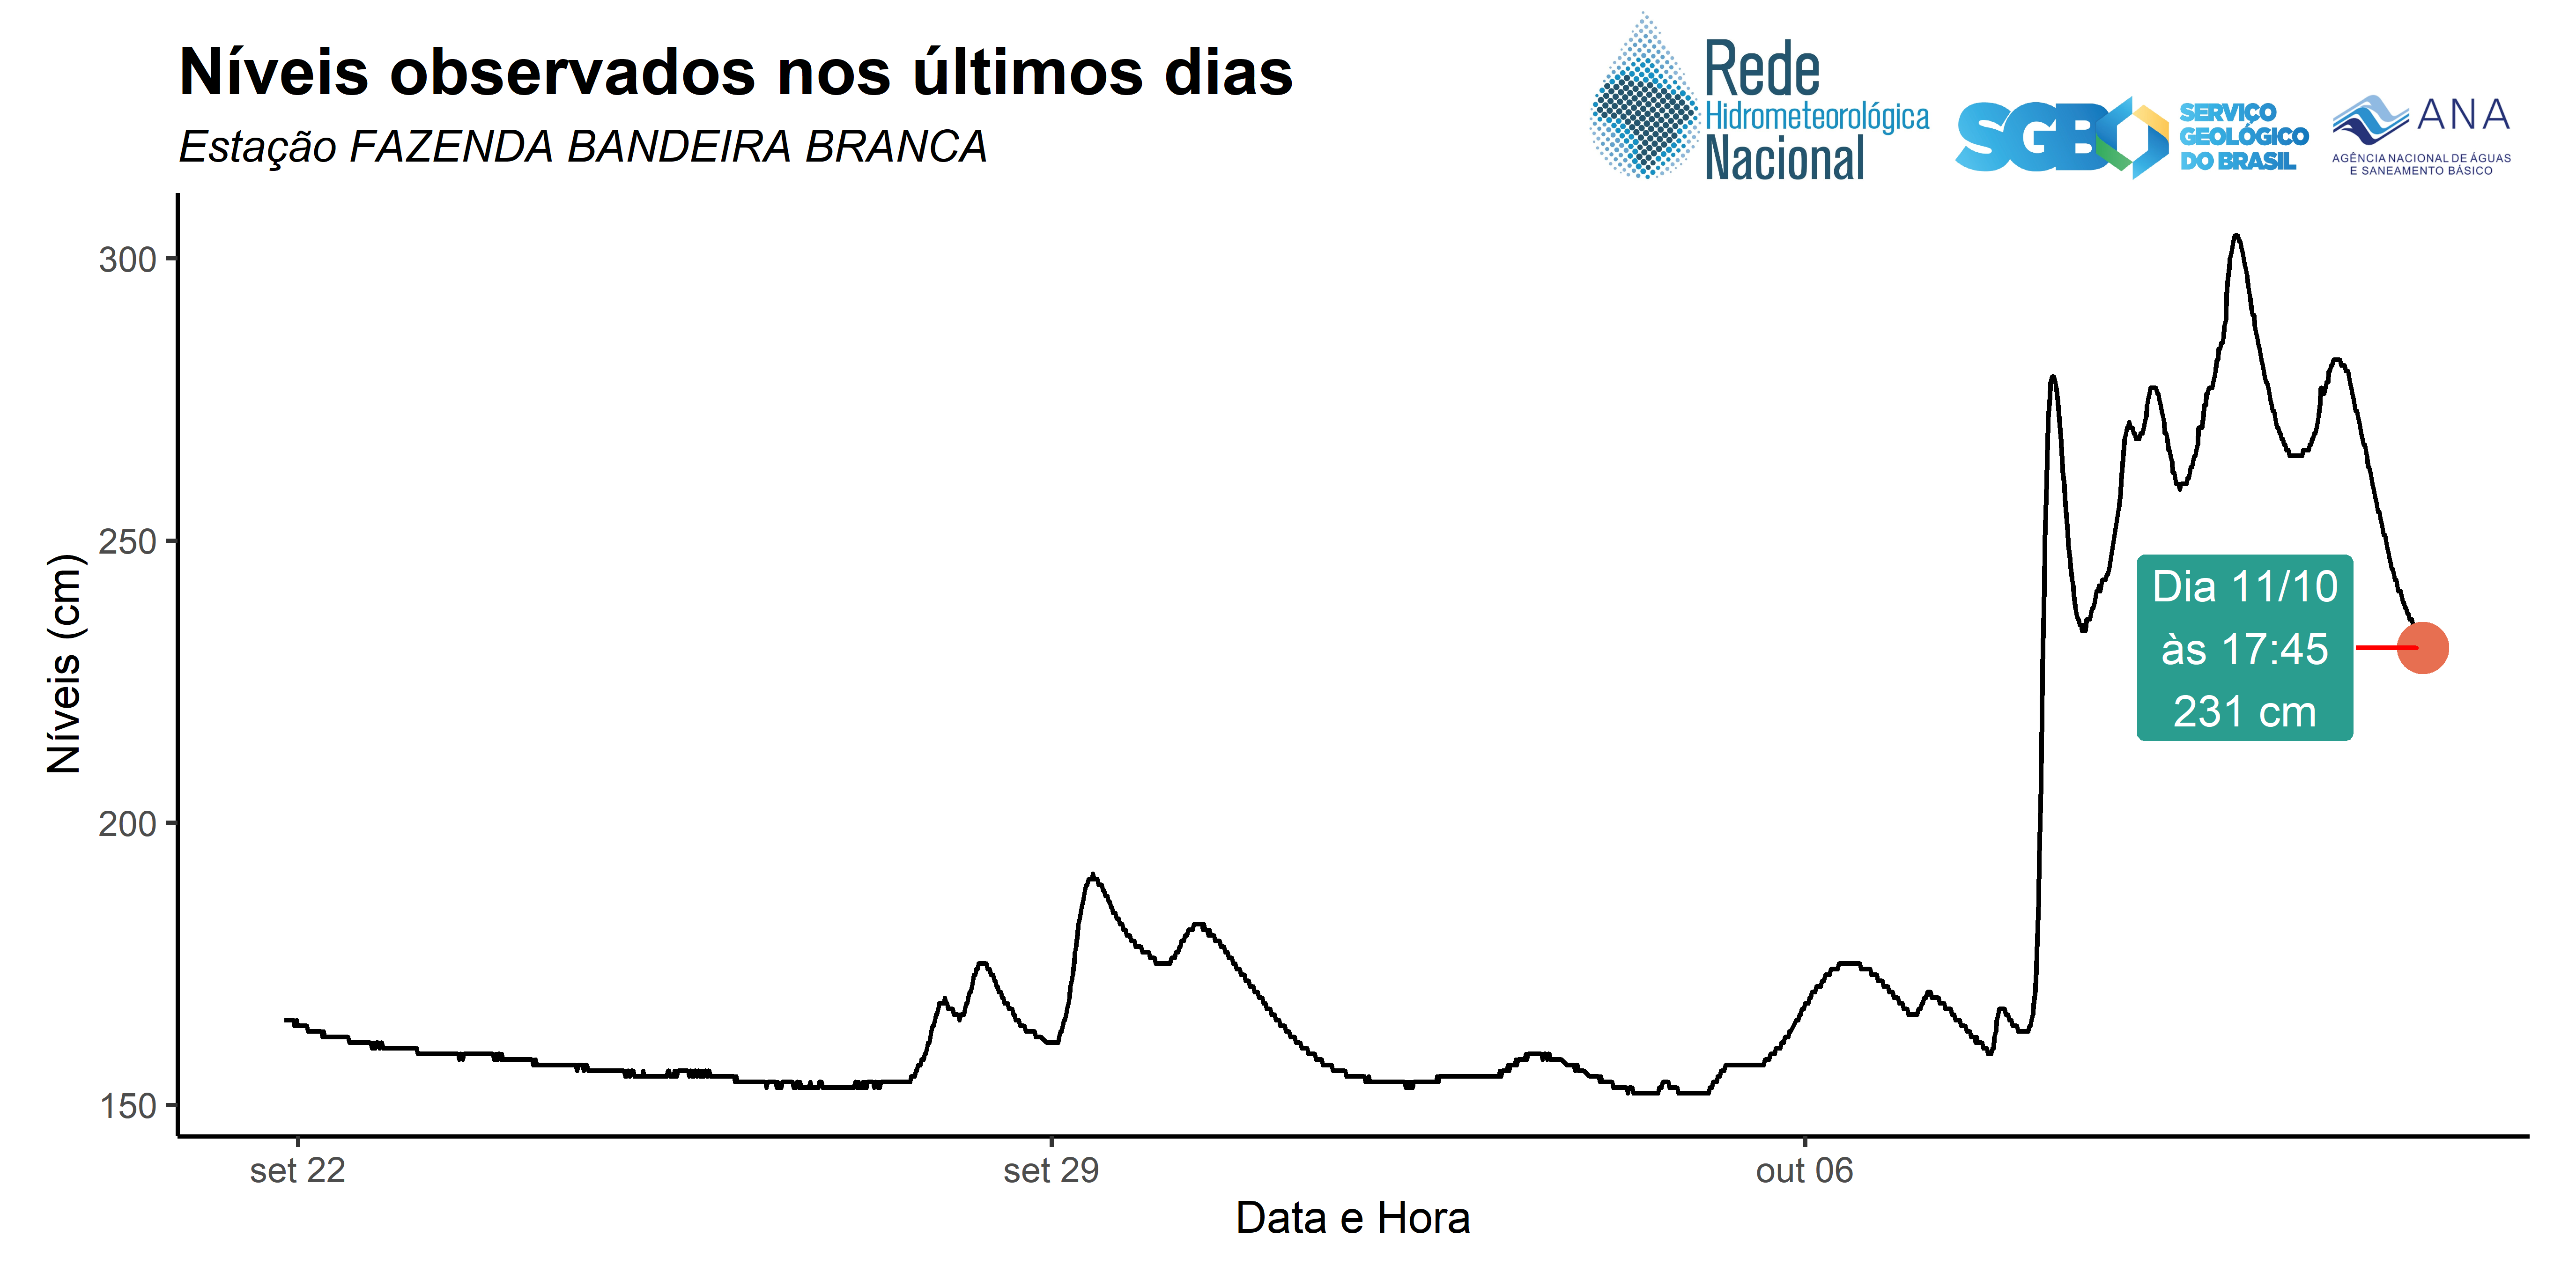 Níveis observados nos últimos dias
Estação FAZENDA BANDEIRA BRANCA
Rede
Hidrometeorológica
Nacional
SGB
SERVIÇO
GEOLÓGICO
DO BRASIL
ANA
AGÊNCIA NACIONAL DE ÁGUAS
E SANEAMENTO BÁSICO
Níveis (cm)
300
250
200
150
Dia 11/10
às 17:45
231 cm
set 22
set 29
out 06
Data e Hora